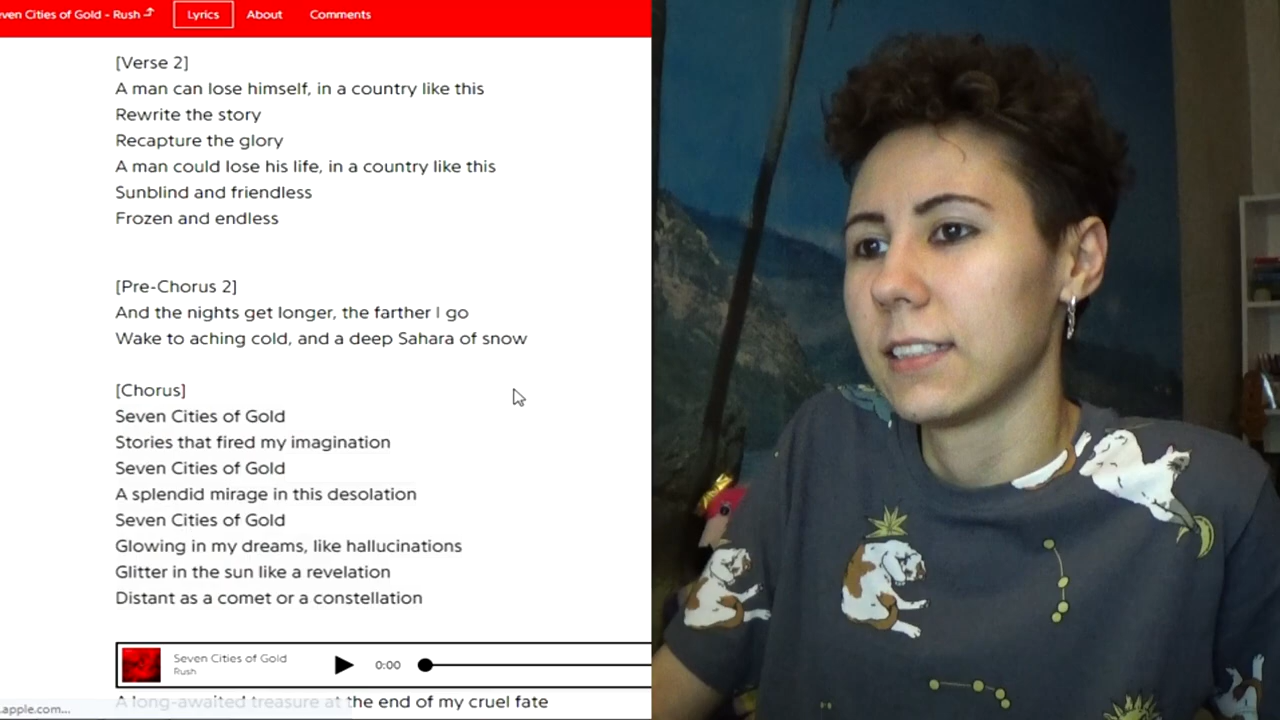 even Cities of Gold - Rush
Lyrics
About
Comments
[Verse 2]
A man can lose himself, in a country like this
Rewrite the story
Recapture the glory
A man could lose his life, in a country like this
Sunblind and friendless
Frozen and endless
[Pre-Chorus 2]
And the nights get longer, the farther I go
Wake to aching cold, and a deep Sahara of snow
[Chorus]
Seven Cities of Gold
Stories that fired my imagination
Seven Cities of Gold
A splendid mirage in this desolation
Seven Cities of Gold
Glowing in my dreams, like hallucinations
Glitter in the sun like a revelation
Distant as a comet or a constellation
Seven Cities of Gold
Rush
0:00
A long-awaited treasure at the end of my cruel fate
.apple.com...